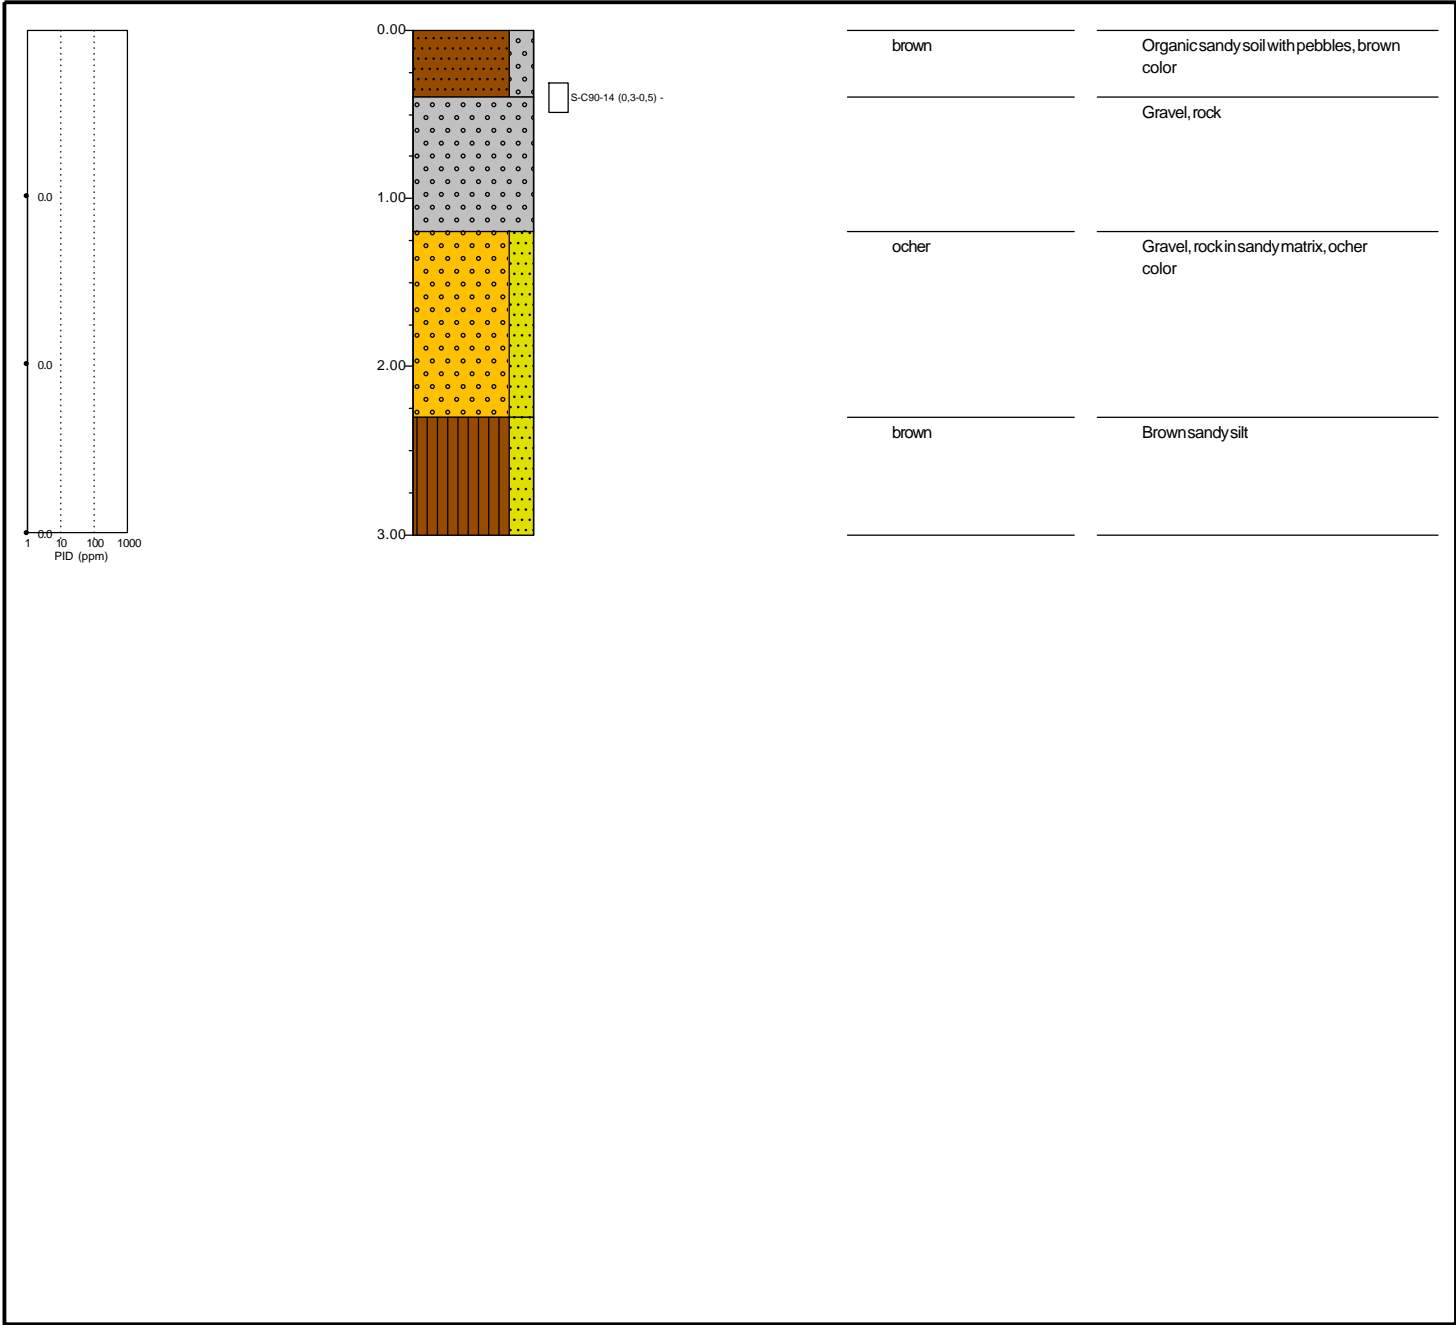 0.00
brown
Organic sandy soil with pebbles, brown
color
S-C90-14 (0,3-0,5) -
Gravel, rock
0.0
1.00
ocher
Gravel, rock in sandy matrix, ocher
color
0.0
2.00
brown
Brown sandy silt
0.0
3.00
1 10 100 1000
PID (ppm)